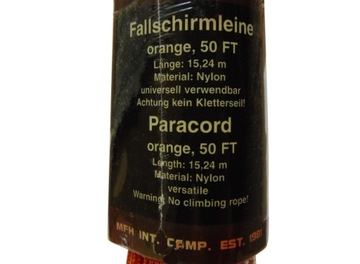 Fallschirmleine
orange, 50 FT
Länge: 15,24 m
Material: Nylon
universell verwendbar
Achtung kein Kletterseil!
Paracord
orange, 50 FT
Length: 15,24 m
Material: Nylon
versatile
Warning! No climbing rope!
MFH INT. COMP. EST. 1981